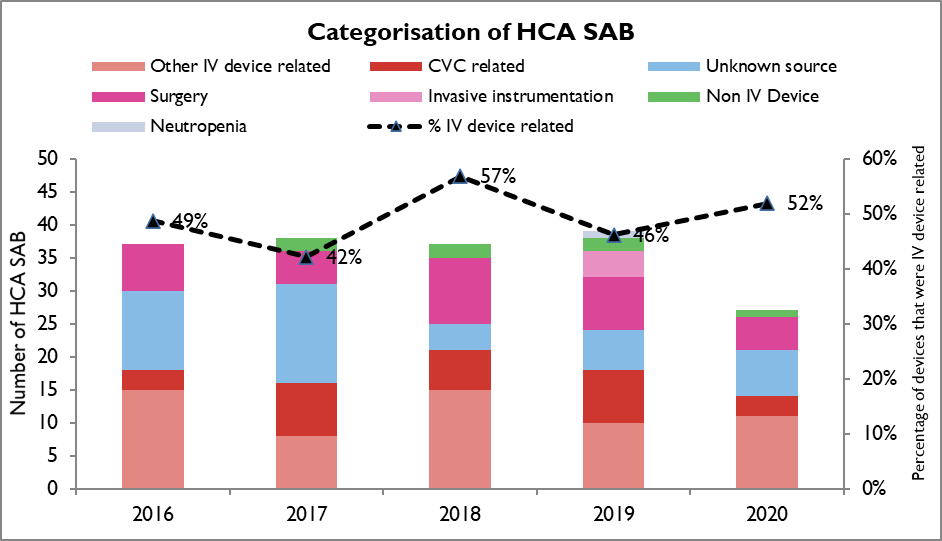 Categorisation of HCA SAB
Other IV device related
CVC related
Unknown source
Surgery
Invasive instrumentation
Non IV Device
Neutropenia
% IV device related
Number of HCA SAB
50
45
40
35
30
25
20
15
10
5
0
49%
42%
57%
46%
52%
60%
50%
40%
30%
20%
10%
0%
Percentage of devices that were IV device related
2016
2017
2018
2019
2020